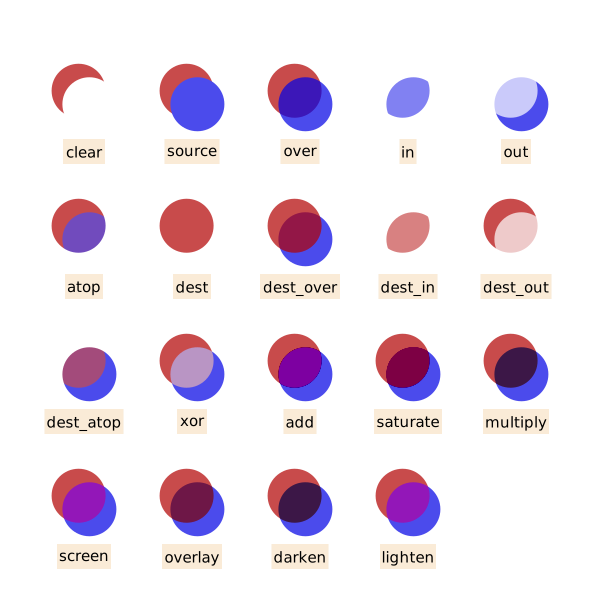 clear
source
over
in
out
atop
dest
dest_over
dest_in
dest_out
dest_atop
xor
add
saturate
multiply
screen
overlay
darken
lighten